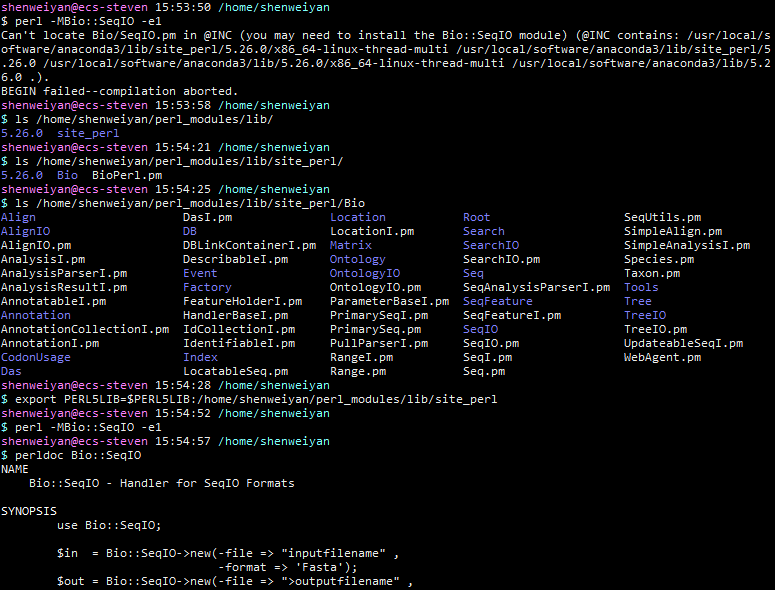 shenweiyan@ecs-steven 15:53:50 /home/shenweiyan
$ perl -MBio::SeqIO -e1
Can't locate Bio/SeqIO.pm in @INC (you may need to install the Bio::SeqIO module) (@INC contains: /usr/local/s
oftware/anaconda3/lib/site_perl/5.26.0/x86_64-linux-thread-multi /usr/local/software/anaconda3/lib/site_perl/5
.26.0 /usr/local/software/anaconda3/lib/5.26.0/x86_64-linux-thread-multi /usr/local/software/anaconda3/lib/5.2
6.0 .).
BEGIN failed--compilation aborted.
shenweiyan@ecs-steven 15:53:58 /home/shenweiyan
$ ls /home/shenweiyan/perl_modules/lib/
5.26.0  site_perl
shenweiyan@ecs-steven 15:54:21 /home/shenweiyan
$ ls /home/shenweiyan/perl_modules/lib/site_perl/
5.26.0  Bio  BioPerl.pm
shenweiyan@ecs-steven 15:54:25 /home/shenweiyan
$ ls /home/shenweiyan/perl_modules/lib/site_perl/Bio
Align                    DasI.pm              Location            Root                    SeqUtils.pm
AlignIO                  DB                   LocationI.pm        Search                  SimpleAlign.pm
AlignIO.pm               DBLinkContainerI.pm  Matrix              SearchIO                SimpleAnalysisI.pm
AnalysisI.pm             DescribableI.pm      Ontology            SearchIO.pm             Species.pm
AnalysisParserI.pm       Event                OntologyIO          Seq                     Taxon.pm
AnalysisResultI.pm       Factory              OntologyIO.pm       SeqAnalysisParserI.pm   Tools
AnnotatableI.pm          FeatureHolderI.pm    ParameterBaseI.pm   SeqFeature              Tree
Annotation               HandlerBaseI.pm      PrimarySeqI.pm      SeqFeatureI.pm          TreeIO
AnnotationCollectionI.pm IdCollectionI.pm     PrimarySeq.pm       SeqIO                   TreeIO.pm
AnnotationI.pm           IdentifiableI.pm     PullParserI.pm      SeqIO.pm                UpdateableSeqI.pm
CodonUsage               Index                RangeI.pm           SeqI.pm                 WebAgent.pm
Das                      LocatableSeq.pm      Range.pm            Seq.pm
shenweiyan@ecs-steven 15:54:28 /home/shenweiyan
$ export PERL5LIB=$PERL5LIB:/home/shenweiyan/perl_modules/lib/site_perl
shenweiyan@ecs-steven 15:54:52 /home/shenweiyan
$ perl -MBio::SeqIO -e1
shenweiyan@ecs-steven 15:54:57 /home/shenweiyan
$ perldoc Bio::SeqIO
NAME
    Bio::SeqIO - Handler for SeqIO Formats
SYNOPSIS
        use Bio::SeqIO;
        $in  = Bio::SeqIO->new(-file => "inputfilename" ,
                               -format => 'Fasta');
        $out = Bio::SeqIO->new(-file => ">outputfilename" ,